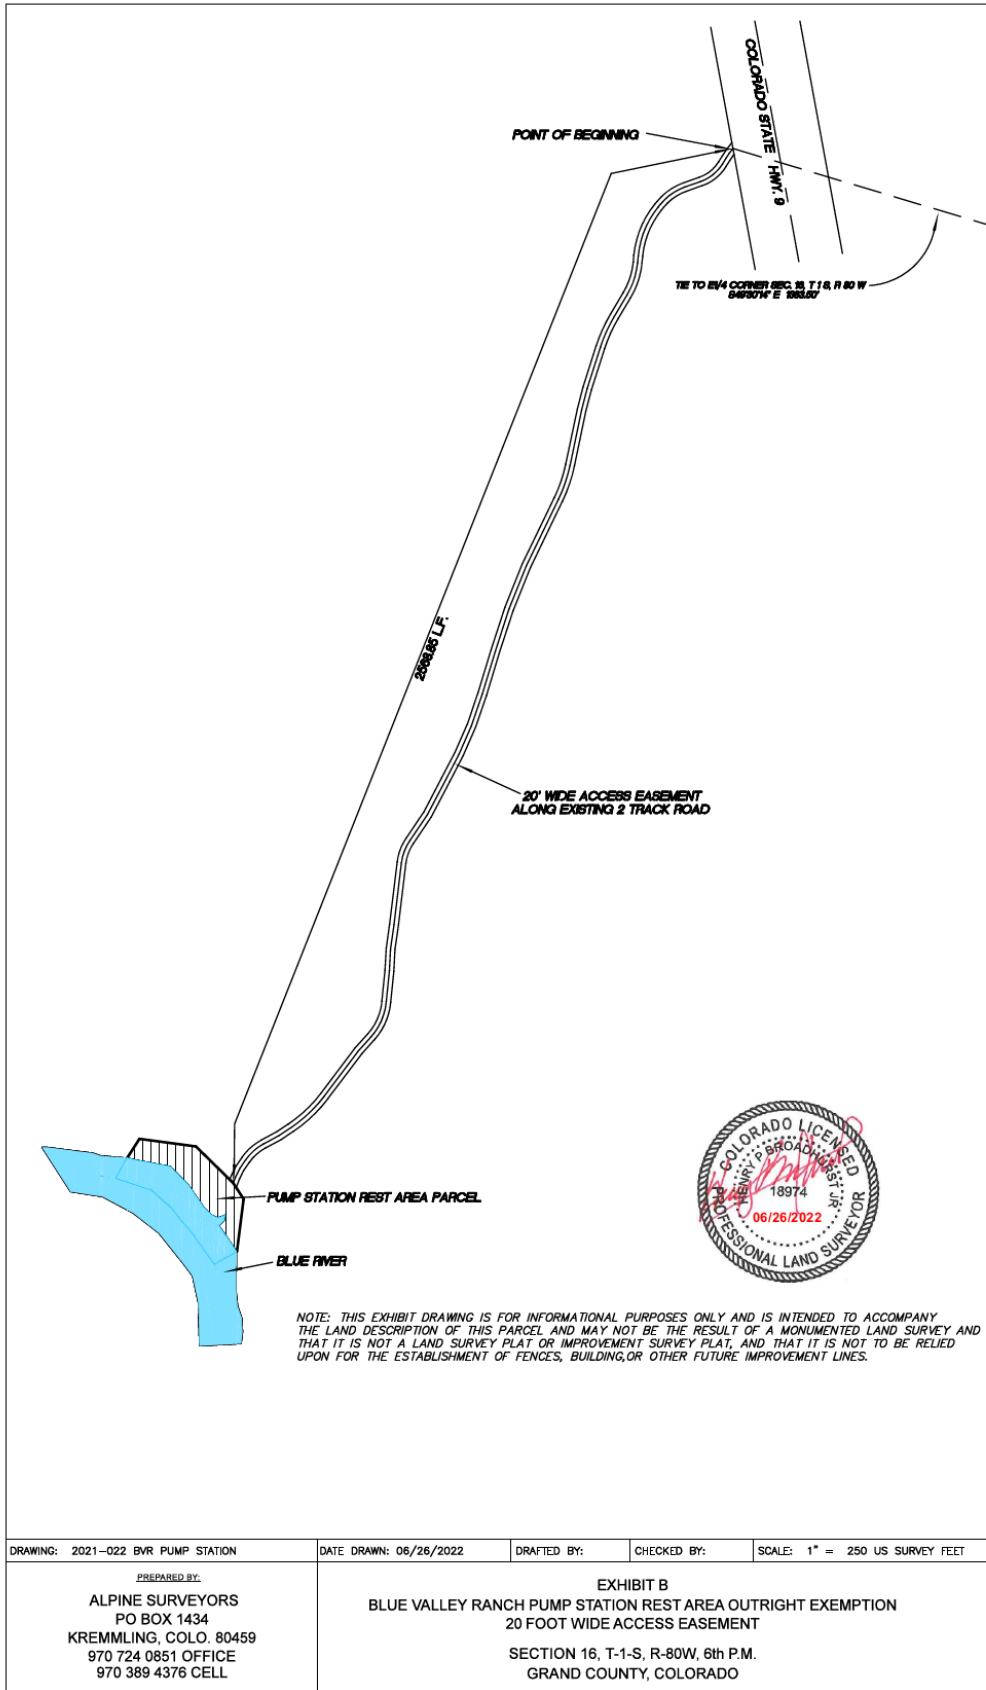 COLORADO STATE HWY. 9
POINT OF BEGINNING
TIE TO E1/4 CORNER SEC. 16, T 1 S, R 80 W
E
2568.85 L.F.
20' WIDE ACCESS EASEMENT
ALONG EXISTING 2 TRACK ROAD
PUMP STATION REST AREA PARCEL
BLUE RIVER
COLORADO LICENSED
HENRY P BROADHURST JR
18974
06/26/2022
PROFESSIONAL LAND SURVEYOR
NOTE: THIS EXHIBIT DRAWING IS FOR INFORMATIONAL PURPOSES ONLY AND IS INTENDED TO ACCOMPANY
THE LAND DESCRIPTION OF THIS PARCEL AND MAY NOT BE THE RESULT OF A MONUMENTED LAND SURVEY AND
THAT IT IS NOT A LAND SURVEY PLAT OR IMPROVEMENT SURVEY PLAT, AND THAT IT IS NOT TO BE RELIED
UPON FOR THE ESTABLISHMENT OF FENCES, BUILDING,OR OTHER FUTURE IMPROVEMENT LINES.
DRAWING: 2021-022 BVR PUMP STATION
DATE DRAWN: 06/26/2022
DRAFTED BY:
CHECKED BY:
SCALE: 1" = 250 US SURVEY FEET
PREPARED BY:
ALPINE SURVEYORS
PO BOX 1434
KREMMLING, COLO. 80459
970 724 0851 OFFICE
970 389 4376 CELL
EXHIBIT B
BLUE VALLEY RANCH PUMP STATION REST AREA OUTRIGHT EXEMPTION
20 FOOT WIDE ACCESS EASEMENT
SECTION 16, T-1-S, R-80W, 6th P.M.
GRAND COUNTY, COLORADO